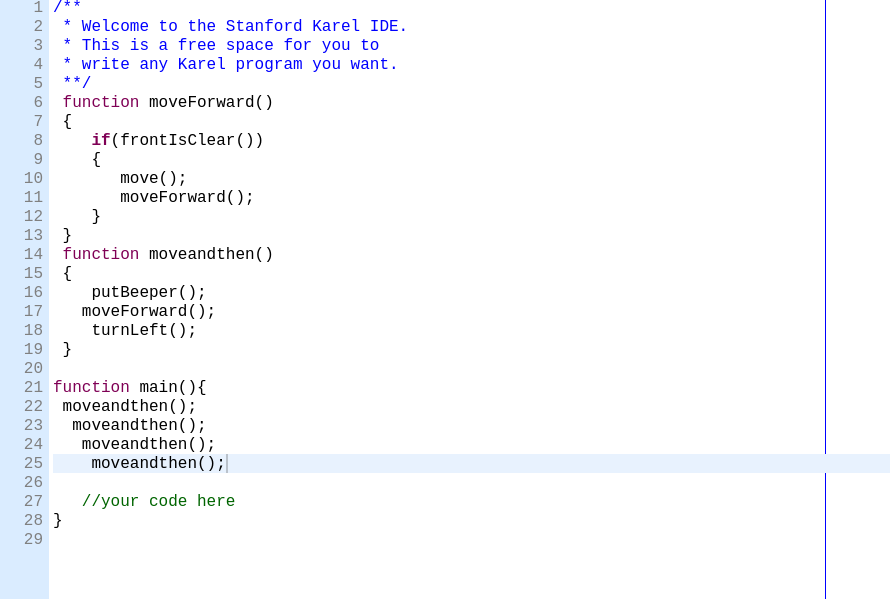 1 /**
2  * Welcome to the Stanford Karel IDE.
3  * This is a free space for you to
4  * write any Karel program you want.
5  **/
6  function moveForward()
7  {
8     if(frontIsClear())
9     {
10        move();
11        moveForward();
12     }
13  }
14  function moveandthen()
15  {
16     putBeeper();
17    moveForward();
18     turnLeft();
19  }
20
21 function main(){
22  moveandthen();
23   moveandthen();
24    moveandthen();
25     moveandthen();
26
27    //your code here
28 }
29